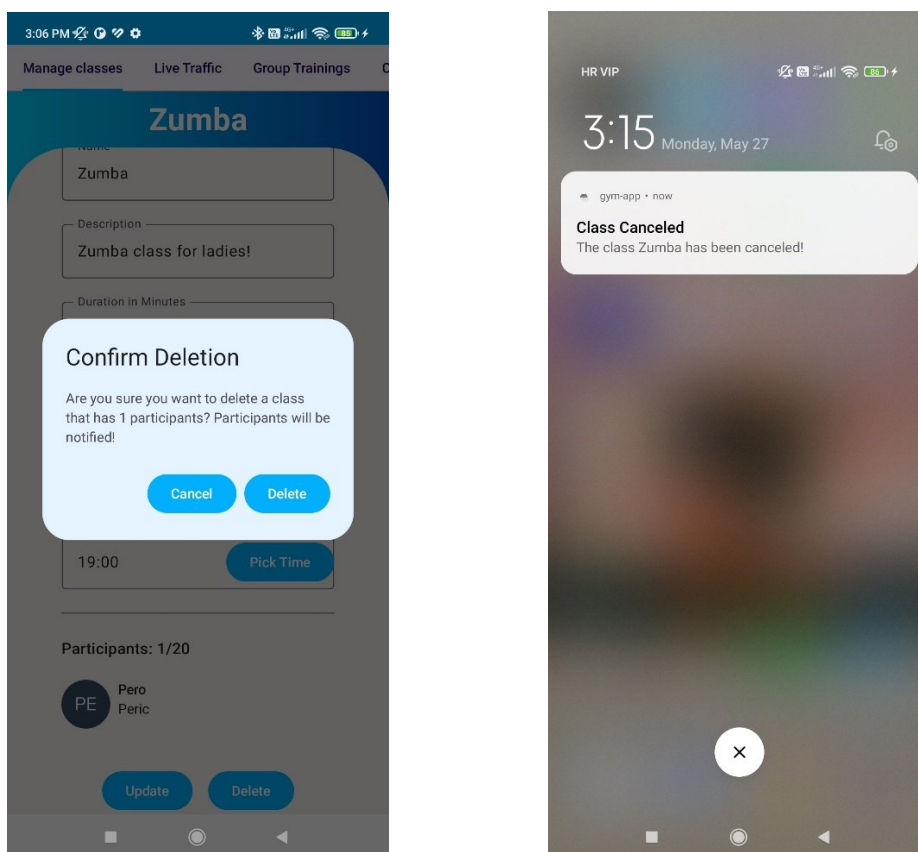 3:06 PM
85
Manage classes Live Traffic Group Trainings C
Zumba
Name
Zumba
Description
Zumba class for ladies!
Duration in Minutes
Confirm Deletion
Are you sure you want to delete a class
that has 1 participants? Participants will be
notified!
Cancel Delete
19:00 Pick Time
Participants: 1/20
PE
Pero
Peric
Update Delete
HR VIP
86
3:15 Monday, May 27
gym-app • now
Class Canceled
The class Zumba has been canceled!